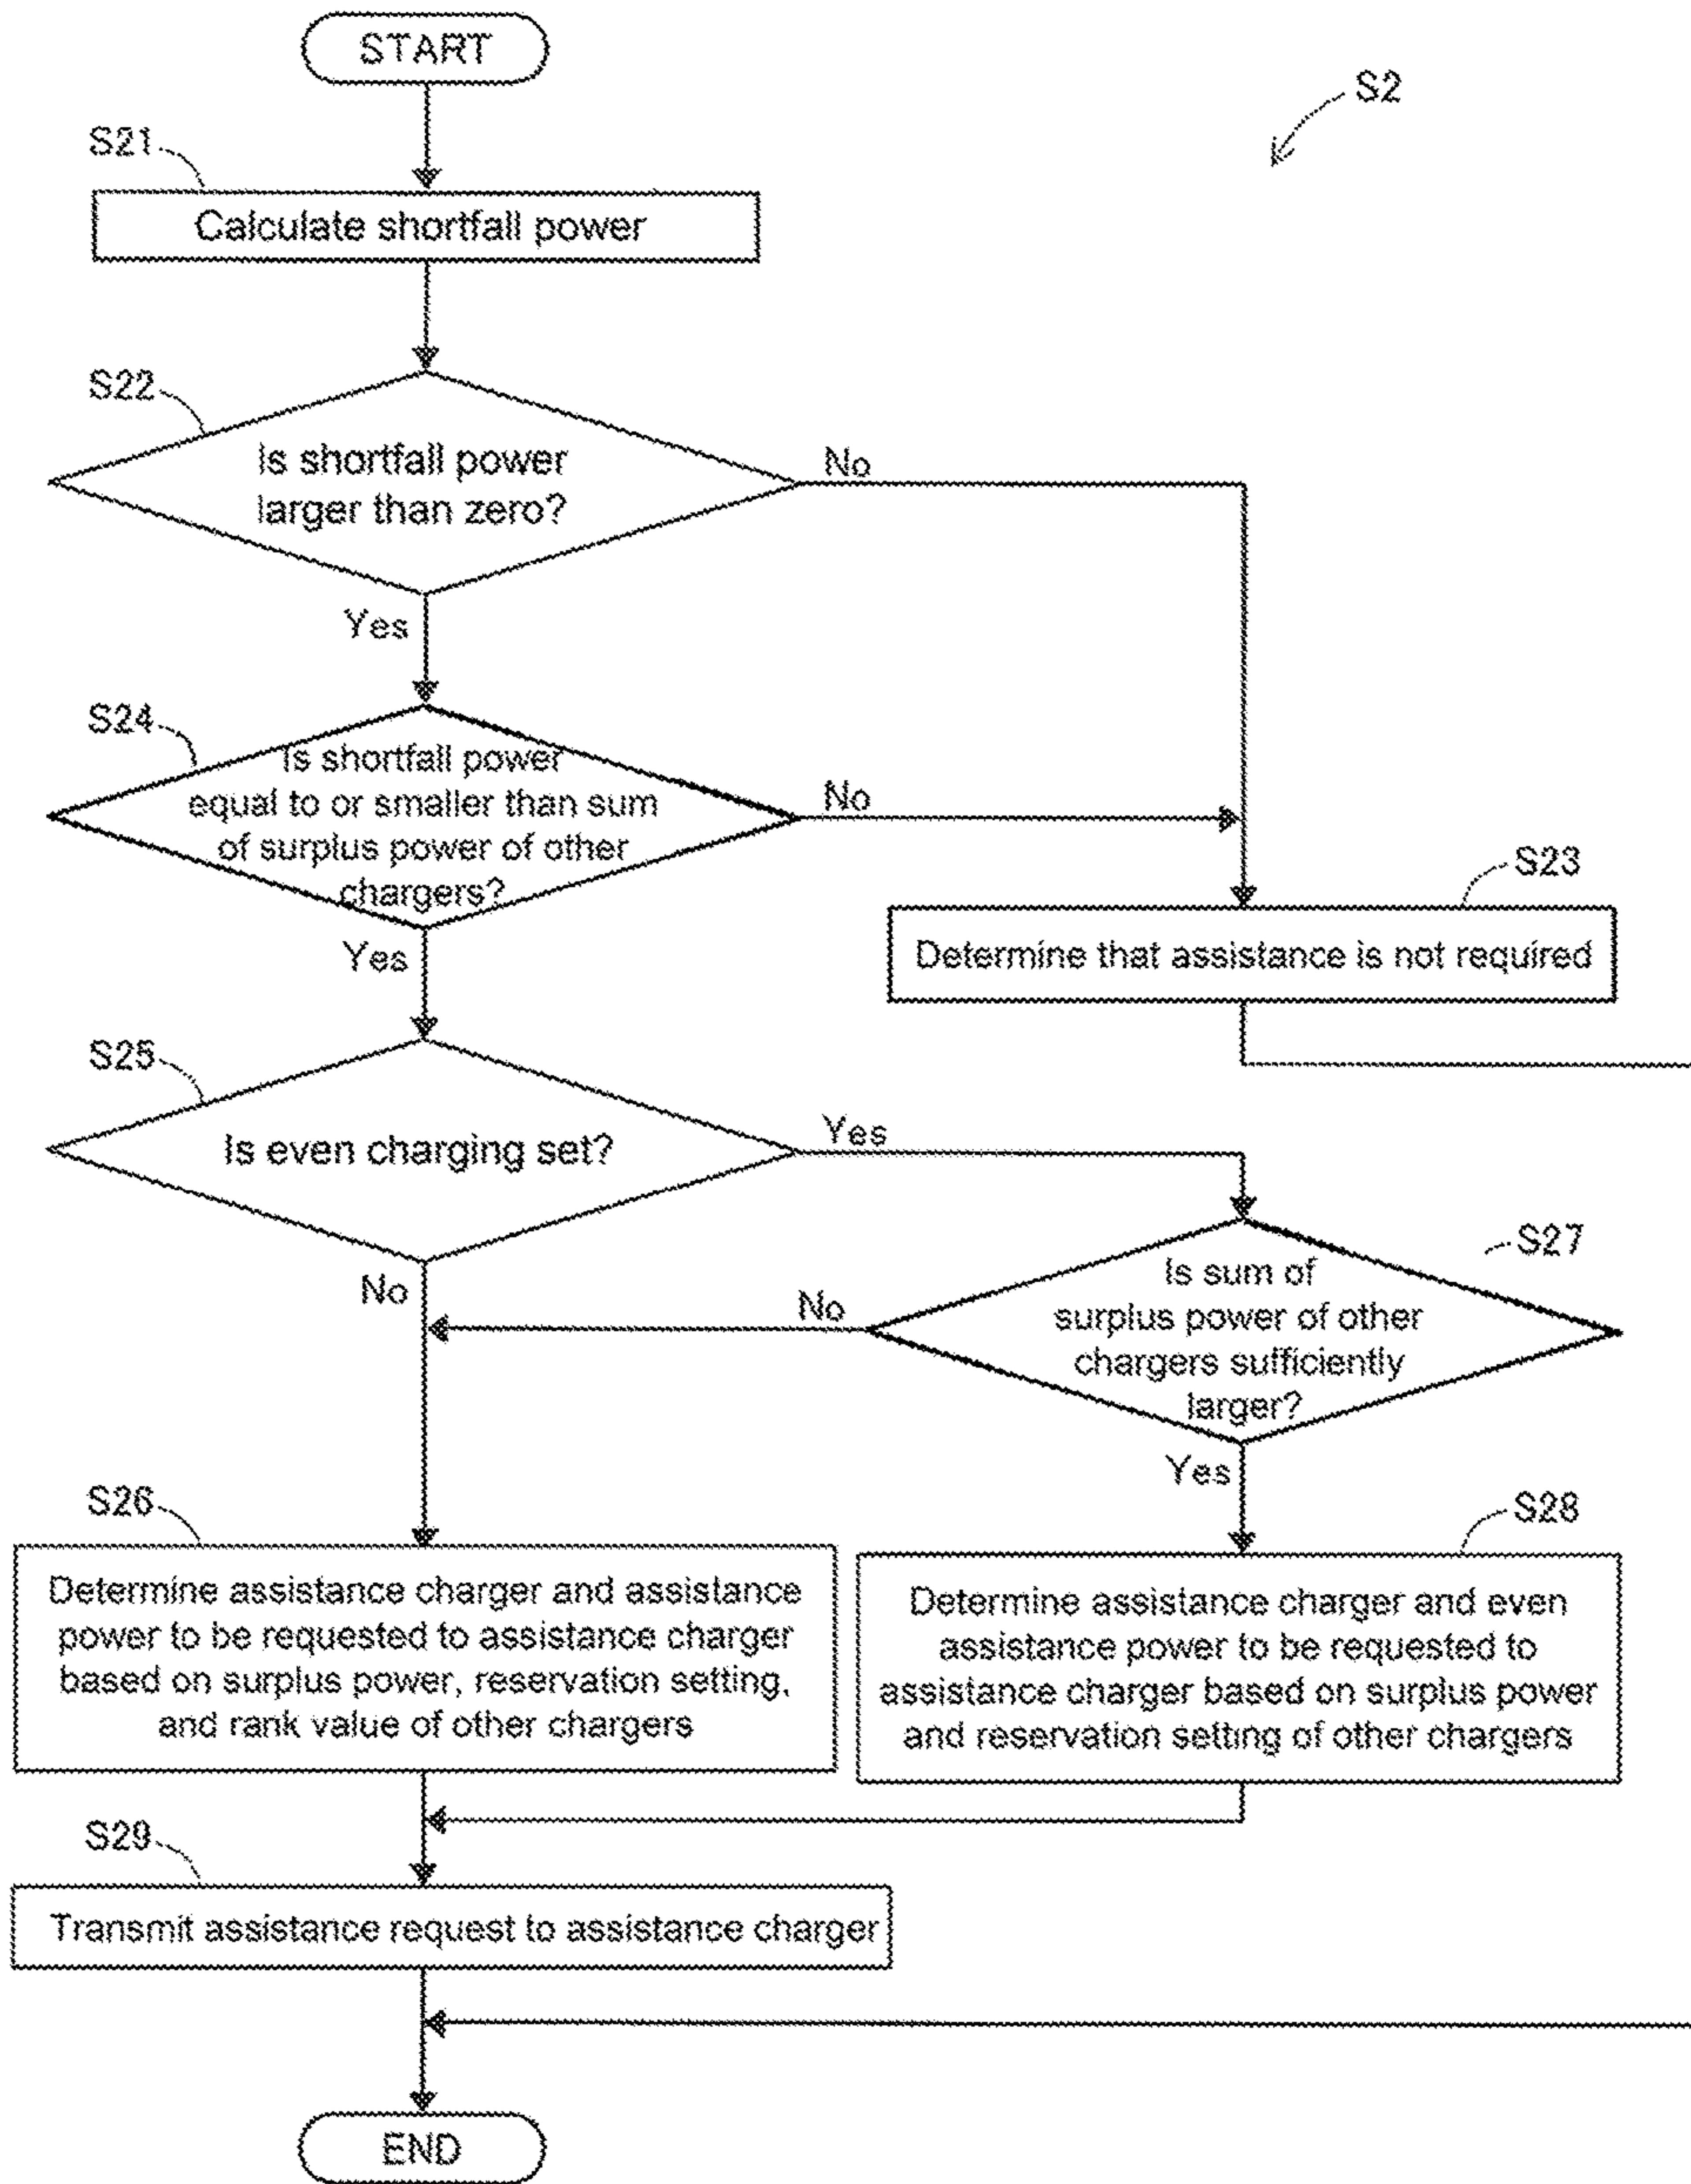 START
S2
S21
Calculate shortfall power
S22
Is shortfall power
larger than zero?
No
Yes
S24
Is shortfall power
equal to or smaller than sum
of surplus power of other
chargers?
No
Yes
S23
Determine that assistance is not required
S25
Is even charging set?
Yes
No
S27
Is sum of
surplus power of other
chargers sufficiently
larger?
No
Yes
S26
Determine assistance charger and assistance
power to be requested to assistance charger
based on surplus power, reservation setting,
and rank value of other chargers
S28
Determine assistance charger and even
assistance power to be requested to
assistance charger based on surplus power
and reservation setting of other chargers
S29
Transmit assistance request to assistance charger
END